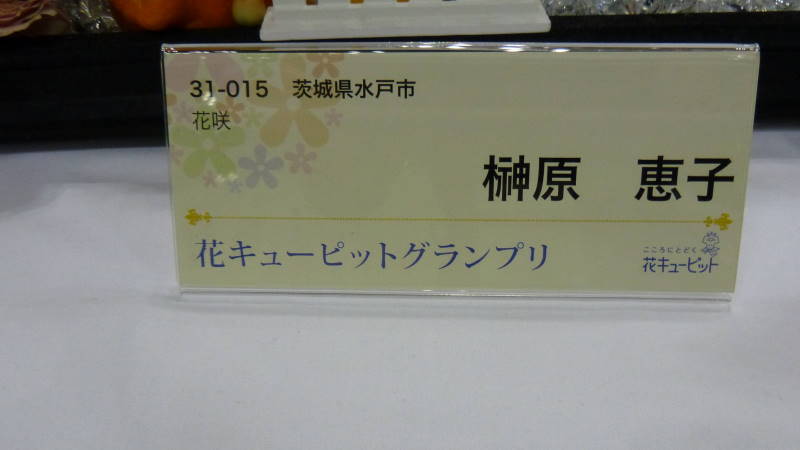 31-015 茨城県水戸市
花咲
榊原 恵子
花キューピットグランプリ
こころにとどく
花キューピット